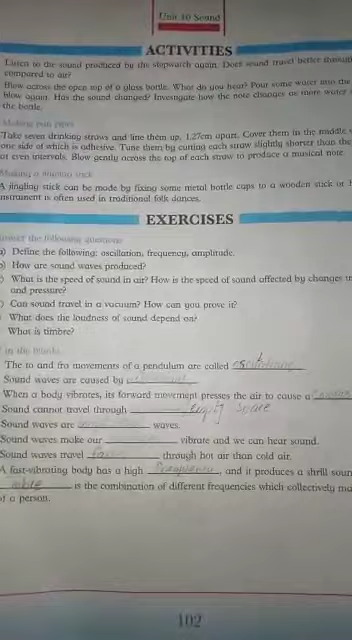 Unit 10 Sound
ACTIVITIES
Listen to the sound produced by the stopwatch again. Does sound travel better through
compared to air?
Blow across the open top of a glass bottle. What do you hear? Pour some water into the
blow again. Has the sound changed? Investigate how the note changes as more water
the bottle.
Making pan pipes
Take seven drinking straws and line them up, 1.27cm apart. Cover them in the middle
one side of which is adhesive. Tune them by cutting each straw slightly shorter than the
at even intervals. Blow gently across the top of each straw to produce a musical note.
Making a jingling stick
A jingling stick can be made by fixing some metal bottle caps to a wooden stick or
instrument is often used in traditional folk dances.
EXERCISES
the following questions
a) Define the following: oscillation, frequency, amplitude.
b) How are sound waves produced?
What is the speed of sound in air? How is the speed of sound affected by changes
and pressure?
Can sound travel in a vacuum? How can you prove it?
What does the loudness of sound depend on?
What is timbre?
in the blanks
The to and fro movements of a pendulum are called
Sound waves are caused by
When a body vibrates, its forward movement presses the air to cause a
Sound cannot travel through empty space
Sound waves are waves.
Sound waves make our vibrate and we can hear sound.
Sound waves travel through hot air than cold air.
A fast-vibrating body has a high frequency, and it produces a shrill
is the combination of different frequencies which collectively
of a person.
102